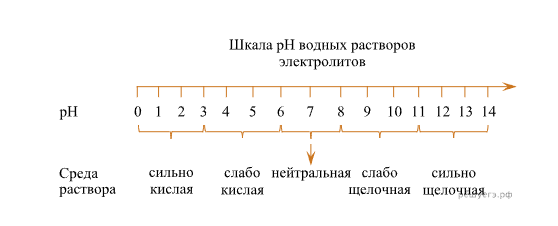 Шкала pH водных растворов
электролитов
pH 0 1 2 3 4 5 6 7 8 9 10 11 12 13 14
Среда сильно слабо нейтральная слабо сильно
раствора кислая кислая щелочная щелочная
решуегэ.рф